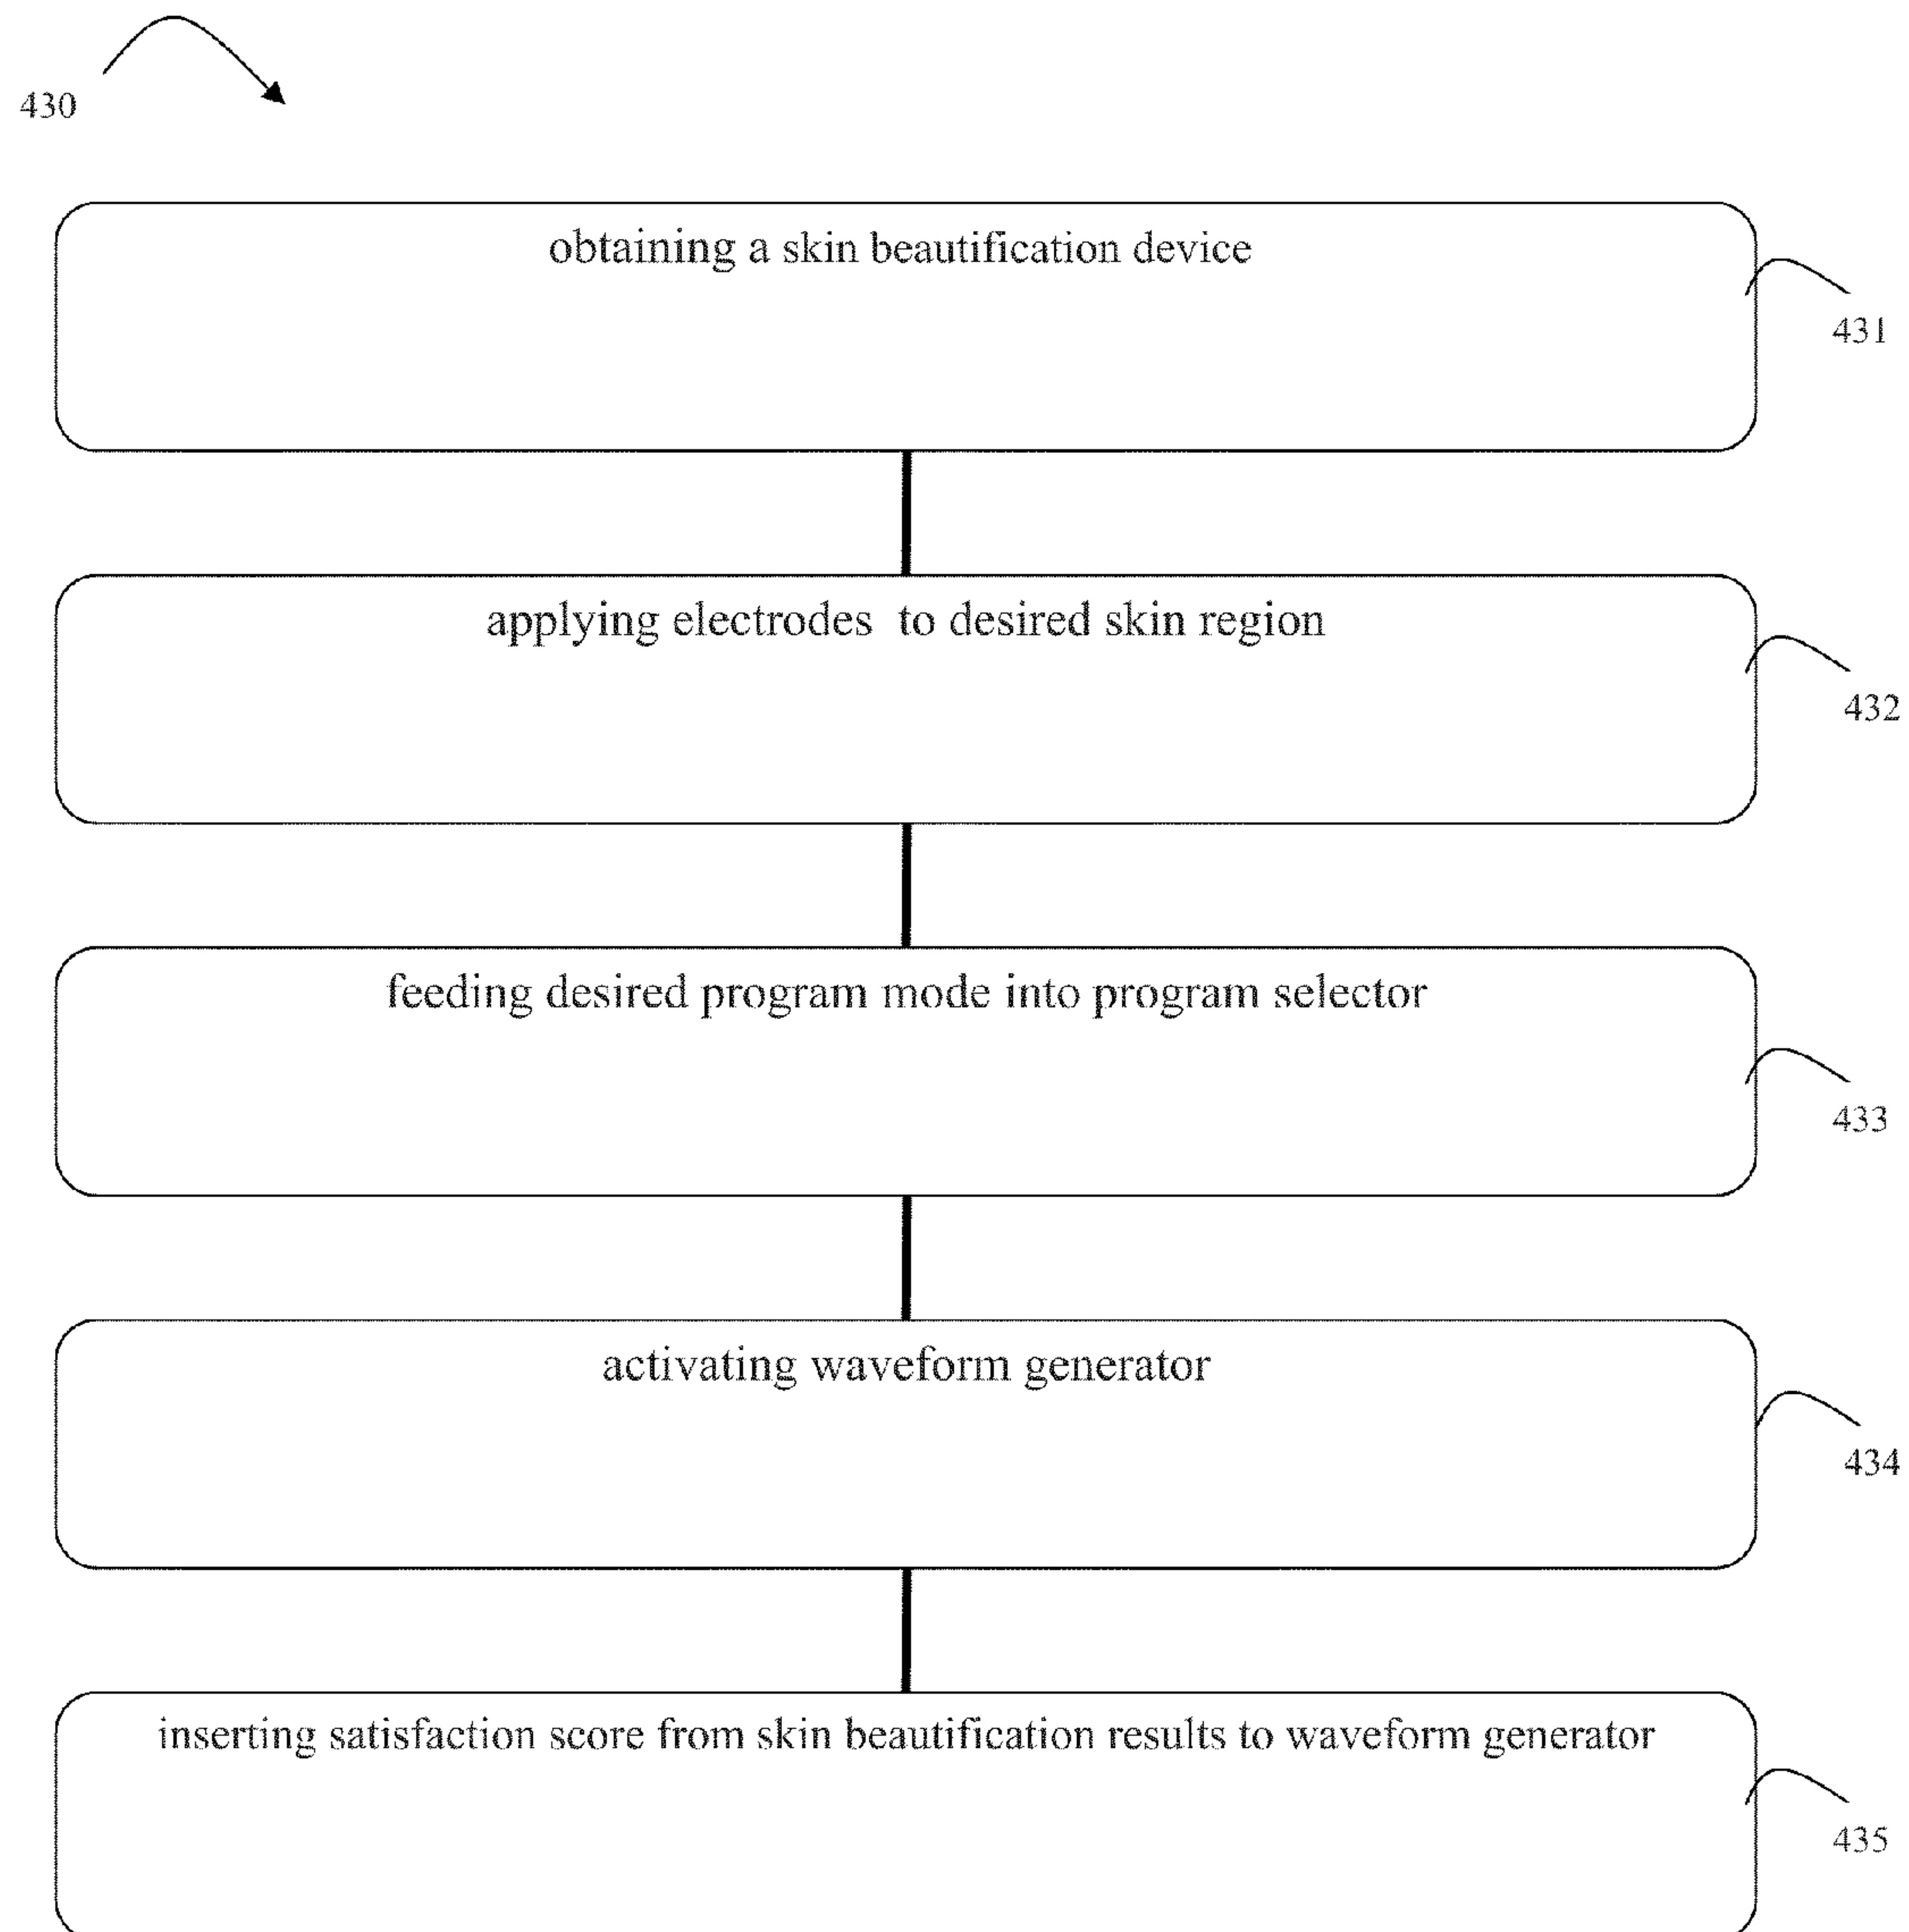 430
obtaining a skin beautification device
431
applying electrodes to desired skin region
432
feeding desired program mode into program selector
433
activating waveform generator
434
inserting satisfaction score from skin beautification results to waveform generator
435